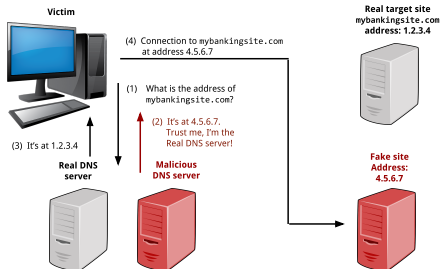 Victim
Real target site
mybankingsite.com
address: 1.2.3.4
(4) Connection to mybankingsite.com
at address 4.5.6.7
(1) What is the address of
mybankingsite.com?
(2) It's at 4.5.6.7.
Trust me, I'm the
Real DNS server!
(3) It's at 1.2.3.4
Real DNS
server
Malicious
DNS server
Fake site
Address:
4.5.6.7